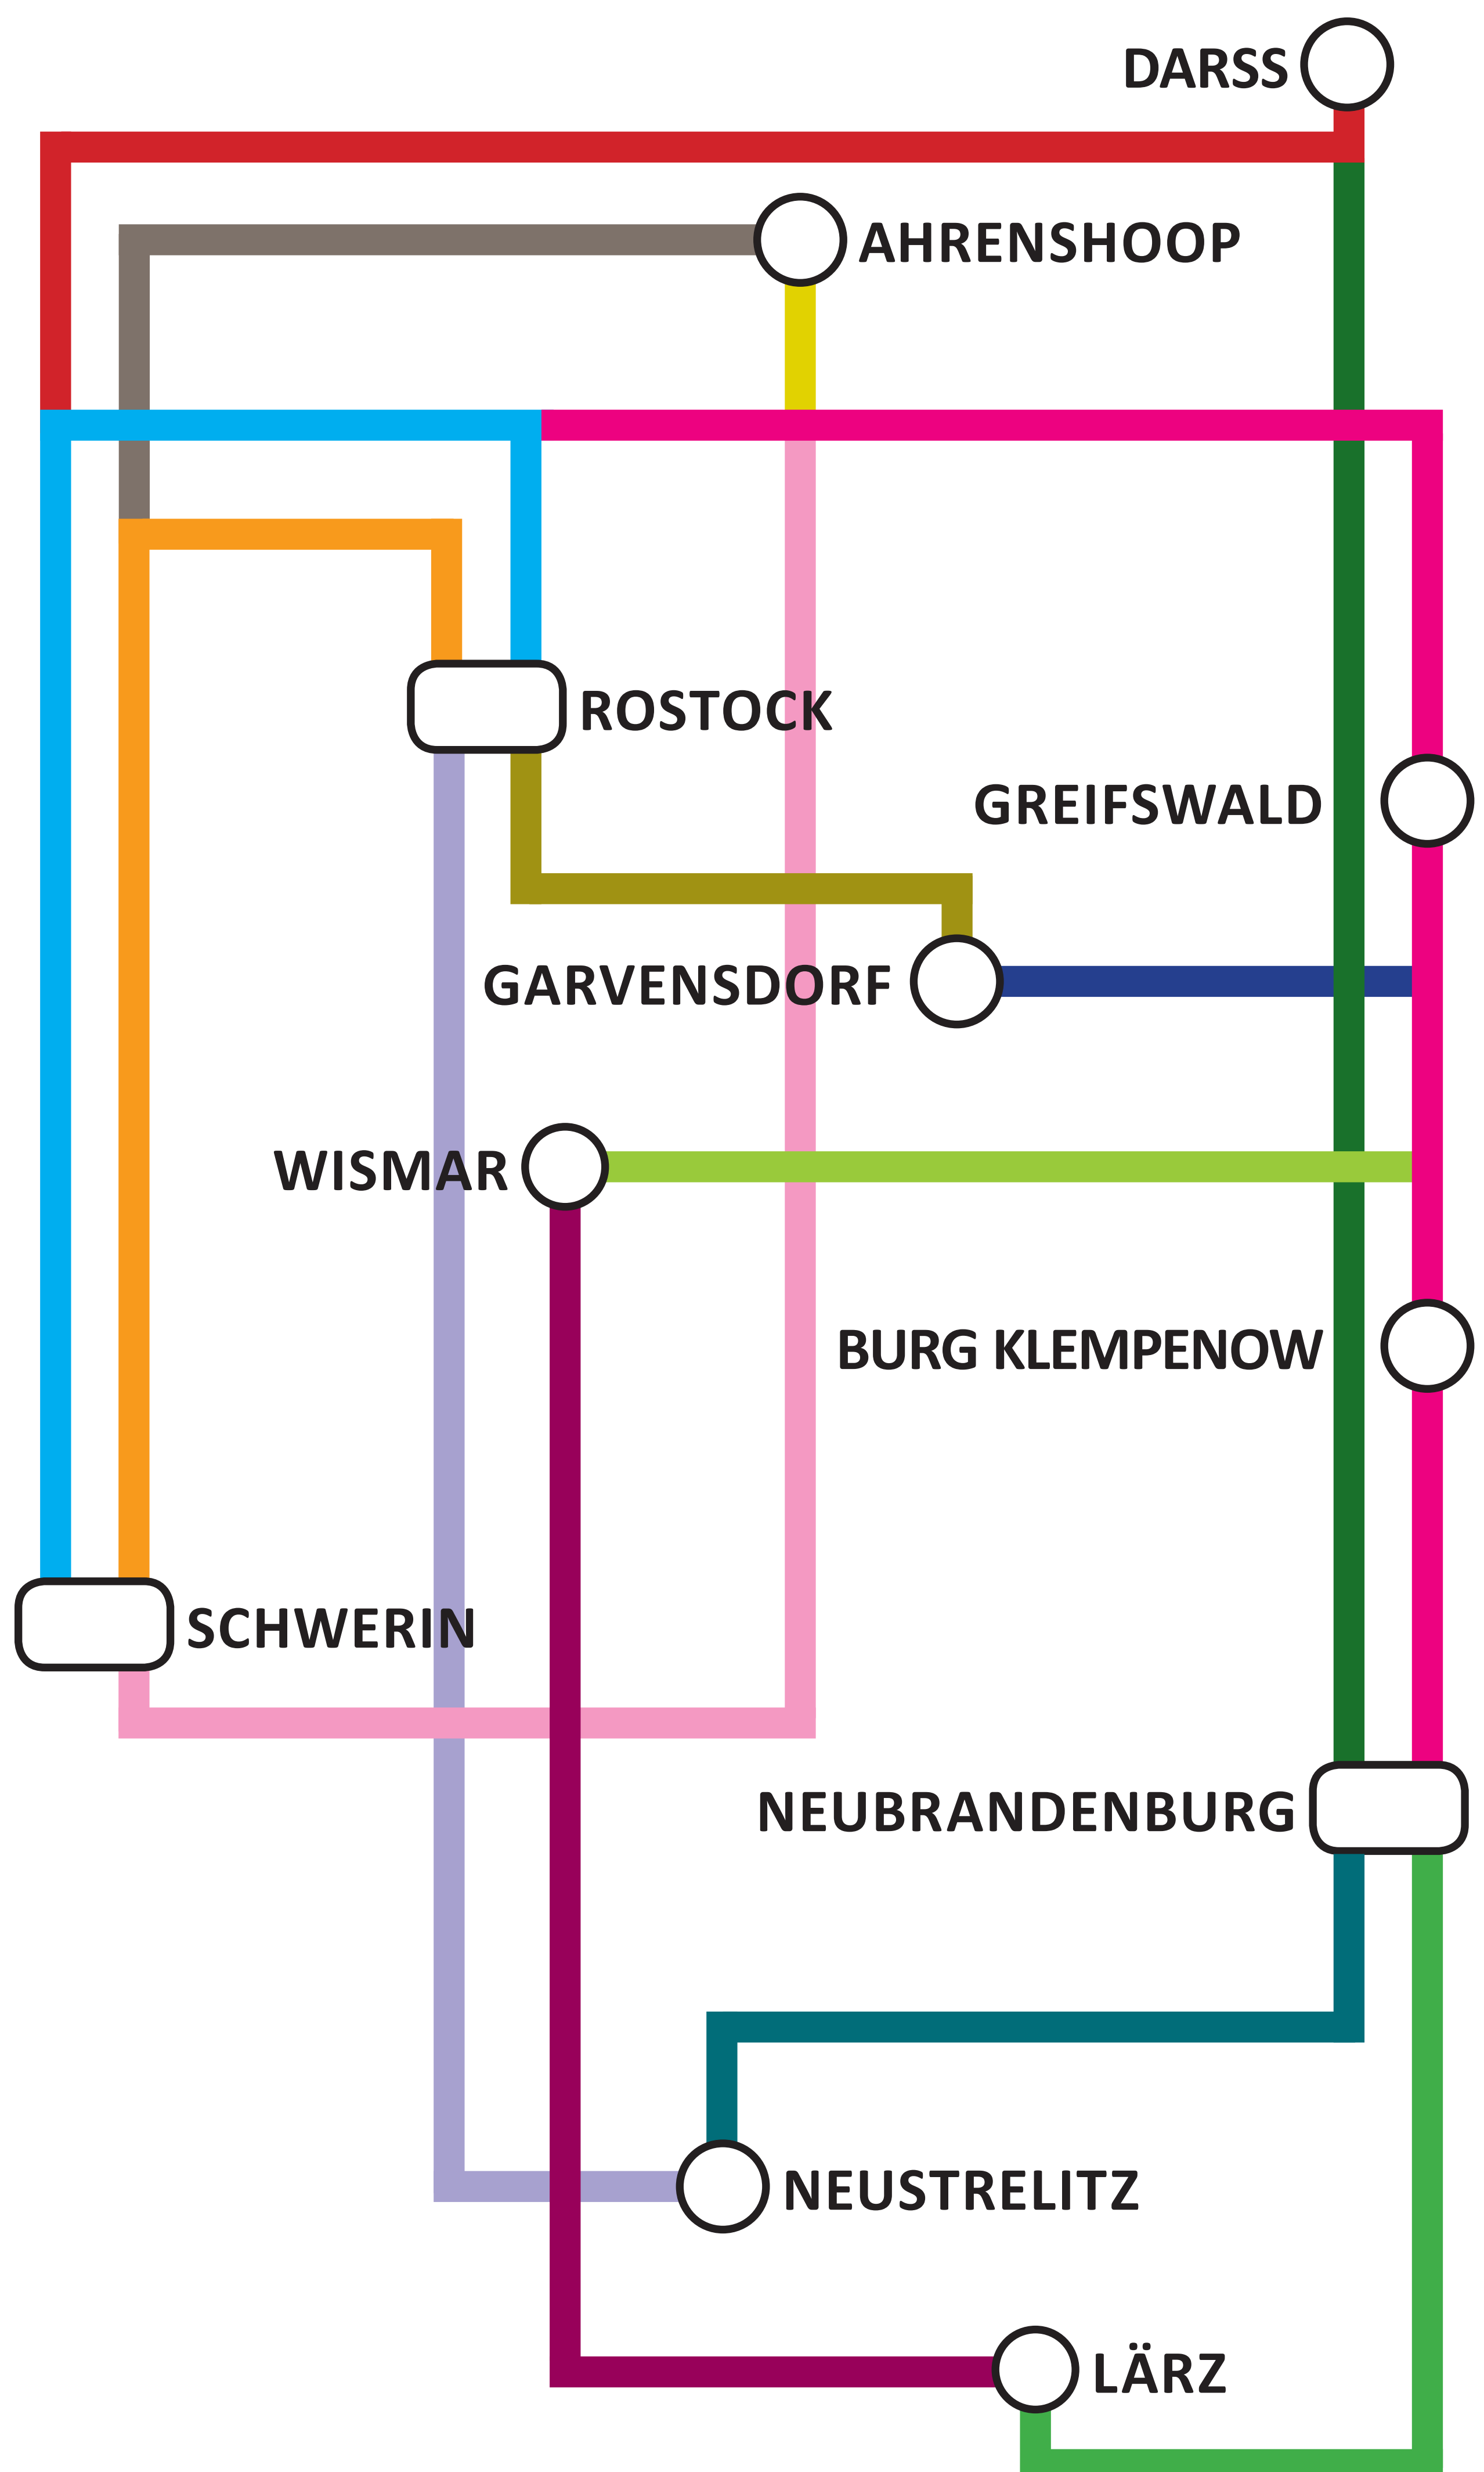 DARSS
AHRENSHOOP
ROSTOCK
GREIFSWALD
GARVENSDORF
WISMAR
BURG KLEMPENOW
SCHWERIN
NEUBRANDENBURG
NEUSTRELITZ
LÄRZ